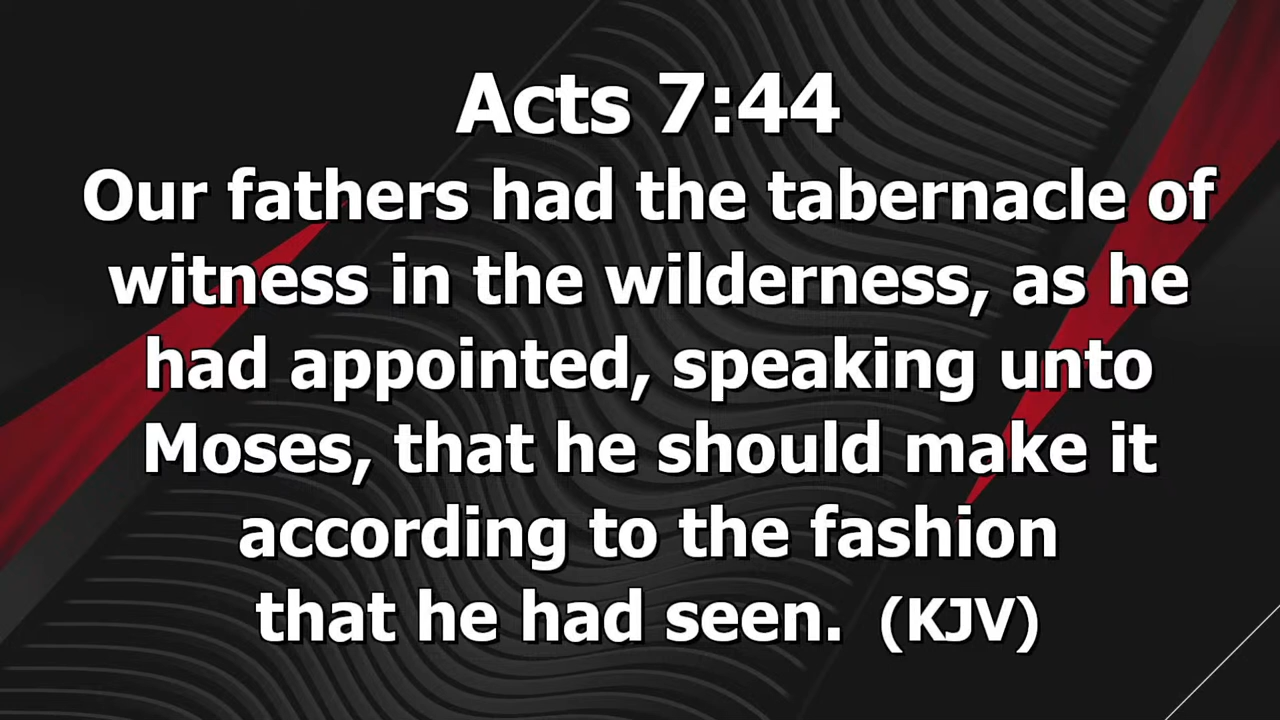 Acts 7:44
Our fathers had the tabernacle of
witness in the wilderness, as he
had appointed, speaking unto
Moses, that he should make it
according to the fashion
that he had seen. (KJV)